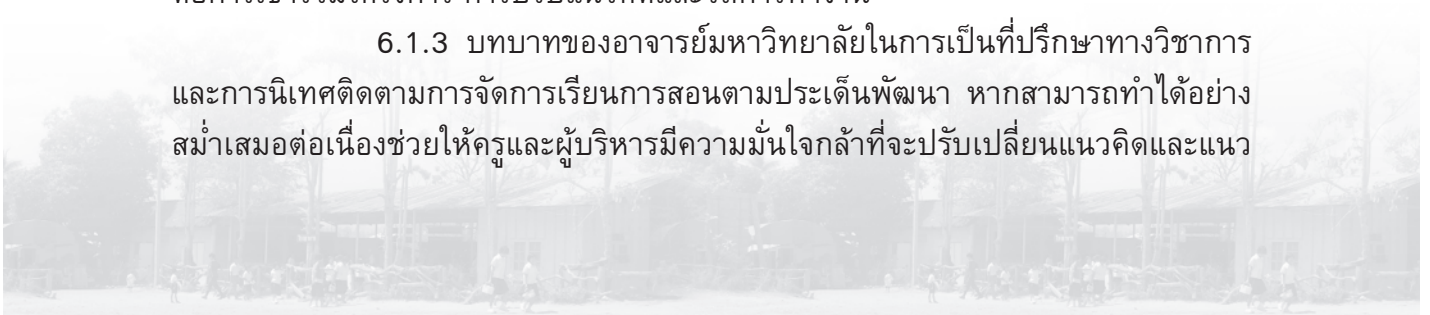 6.1.3 บทบาทของอาจารย์มหาวิทยาลัยในการเป็นที่ปรึกษาทางวิชาการ
และการนิเทศติดตามการจัดการเรียนการสอนตามประเด็นพัฒนา หากสามารถทำได้อย่าง
สม่ำเสมอต่อเนื่องช่วยให้ครูและผู้บริหารมีความมั่นใจกล้าที่จะปรับเปลี่ยนแนวคิดและแนว